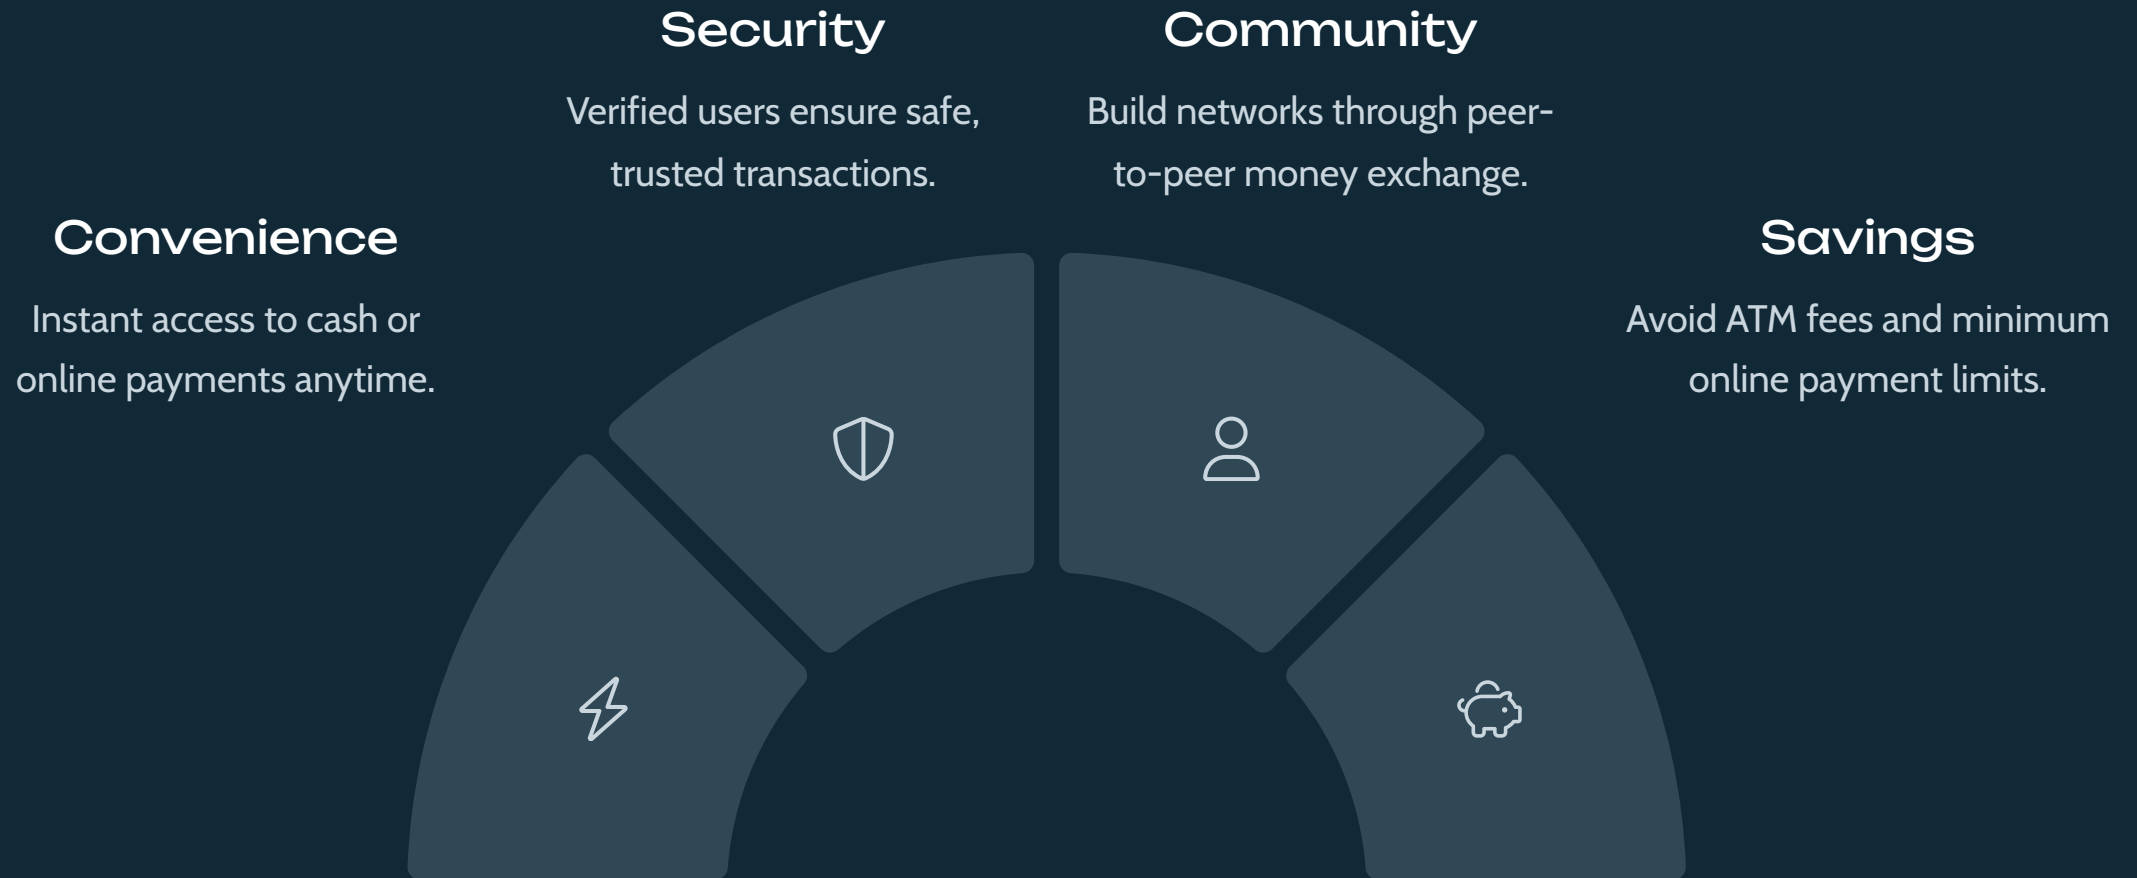 Security
Verified users ensure safe,
trusted transactions.
Community
Build networks through peer-
to-peer money exchange.
Convenience
Instant access to cash or
online payments anytime.
Savings
Avoid ATM fees and minimum
online payment limits.